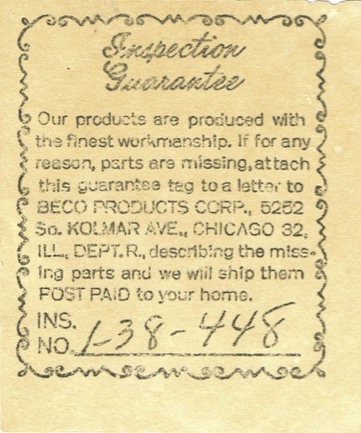 Inspection
Guarantee
Our products are produced with
the finest workmanship. If for any
reason, parts are missing, attach
this guarantee tag to a letter to
BECO PRODUCTS CORP., 5252
So. KOLMAR AVE., CHICAGO 32,
ILL., DEPT. R., describing the miss-
ing parts and we will ship them
POST PAID to your home.
INS.
NO. 1-38-448